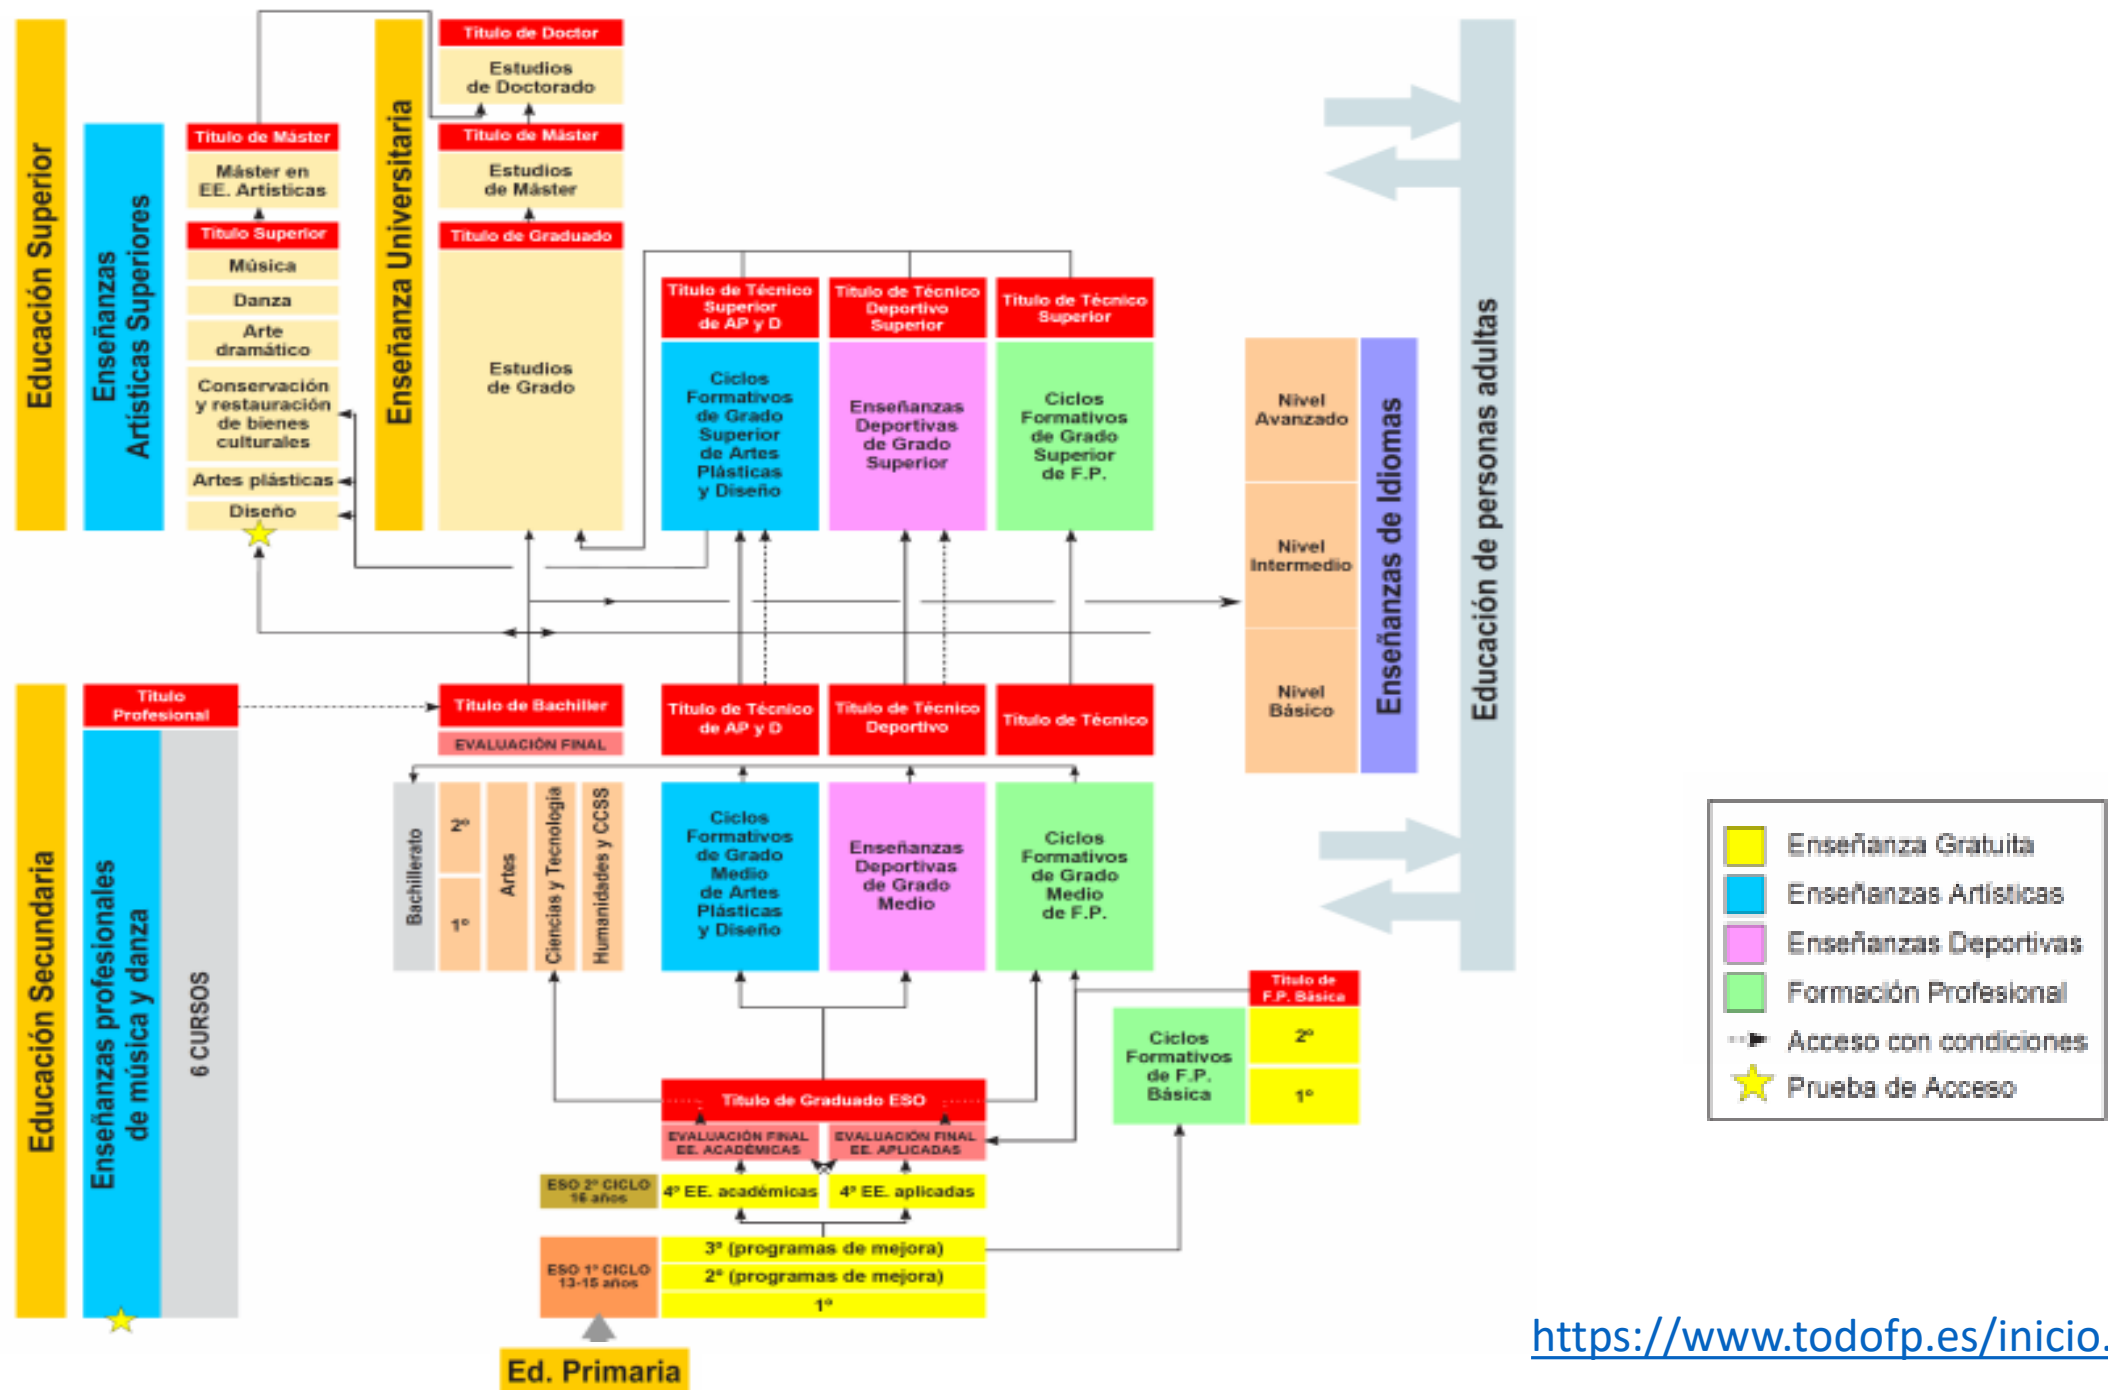 Educación Superior
Enseñanzas
Artísticas Superiores
Título de Máster
Máster en
EE. Artísticas
Título Superior
Música
Danza
Arte
dramático
Conservación
y restauración
de bienes
culturales
Artes plásticas
Diseño
Enseñanza Universitaria
Título de Doctor
Estudios
de Doctorado
Título de Máster
Estudios
de Máster
Título de Graduado
Estudios
de Grado
Título de Técnico
Superior
de AP y D
Ciclos
Formativos
de Grado
Superior
de Artes
Plásticas
y Diseño
Título de Técnico
Deportivo
Superior
Enseñanzas
Deportivas
de Grado
Superior
Título de Técnico
Superior
Ciclos
Formativos
de Grado
Superior
de F.P.
Nivel
Avanzado
Nivel
Intermedio
Nivel
Básico
Enseñanzas de Idiomas
Educación de personas adultas
Educación Secundaria
Título
Profesional
Enseñanzas profesionales
de música y danza
6 CURSOS
Título de Bachiller
EVALUACIÓN FINAL
Bachillerato
2º
1º
Artes
Ciencias y Tecnología
Humanidades y CCSS
Título de Técnico
de AP y D
Ciclos
Formativos
de Grado
Medio
de Artes
Plásticas
y Diseño
Título de Técnico
Deportivo
Enseñanzas
Deportivas
de Grado
Medio
Título de Técnico
Ciclos
Formativos
de Grado
Medio
de F.P.
Título de
F.P. Básica
Ciclos
Formativos
de F.P.
Básica
2º
1º
Título de Graduado ESO
EVALUACIÓN FINAL
EE. ACADÉMICAS
EVALUACIÓN FINAL
EE. APLICADAS
ESO 2º CICLO
16 años
4º EE. académicas
4º EE. aplicadas
ESO 1º CICLO
13-15 años
3º (programas de mejora)
2º (programas de mejora)
1º
Ed. Primaria
Enseñanza Gratuita
Enseñanzas Artísticas
Enseñanzas Deportivas
Formación Profesional
Acceso con condiciones
Prueba de Acceso
https://www.todofp.es/inicio.